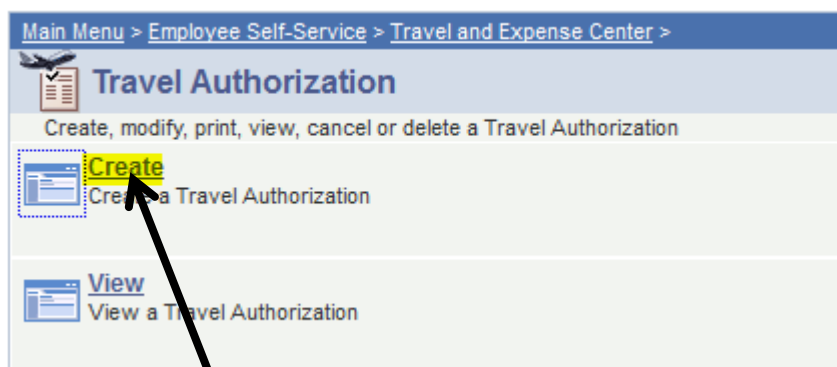 Main Menu > Employee Self-Service > Travel and Expense Center >
Travel Authorization
Create, modify, print, view, cancel or delete a Travel Authorization
Create
Create a Travel Authorization
View
View a Travel Authorization